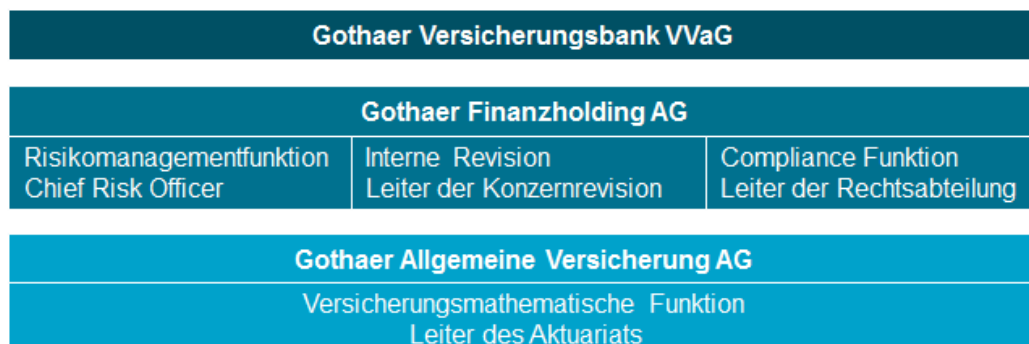 Gothaer Versicherungsbank VVaG
Gothaer Finanzholding AG
Risikomanagementfunktion
Chief Risk Officer
Interne Revision
Leiter der Konzernrevision
Compliance Funktion
Leiter der Rechtsabteilung
Gothaer Allgemeine Versicherung AG
Versicherungsmathematische Funktion
Leiter des Aktuariats